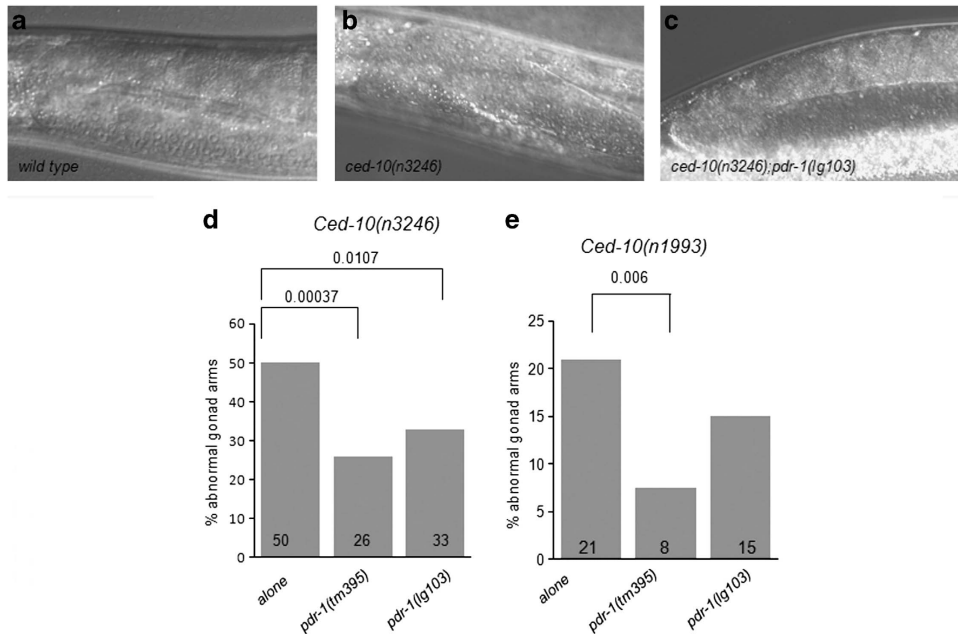 a
b
c
wild type
ced-10(n3246)
ced-10(n3246);pdr-1(lg103)
d
Ced-10(n3246)
0.0107
0.00037
% abnormal gonad arms
60
50
40
30
20
10
0
50
26
33
alone
pdr-1(tm395)
pdr-1(lg103)
e
Ced-10(n1993)
0.006
% abnormal gonad arms
25
20
15
10
5
0
21
8
15
alone
pdr-1(tm395)
pdr-1(lg103)